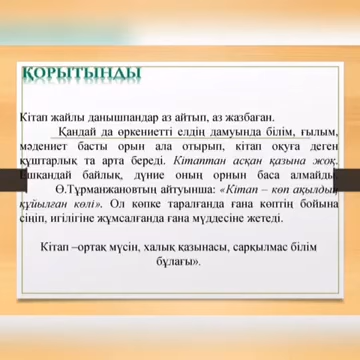 ҚОРЫТЫНДЫ
Кітап жайлы данышпандар аз айтып, аз жазбаған.
Қандай да өркениетті елдің дамуында білім, ғылым,
мәдениет басты орын ала отырып, кітап оқуға деген
құштарлық та арта береді. Кітаптан асқан қазына жоқ.
Ешқандай байлық, дүние оның орнын баса алмайды.
Ө.Тұрманжановтың айтуынша: «Кітап – көп ақылдың
құйылған көлі». Ол көпке таралғанда ғана көптің бойына
сіңіп, игілігіне жұмсалғанда ғана мүддесіне жетеді.
Кітап –ортақ мүсін, халық қазынасы, сарқылмас білім
бұлағы».